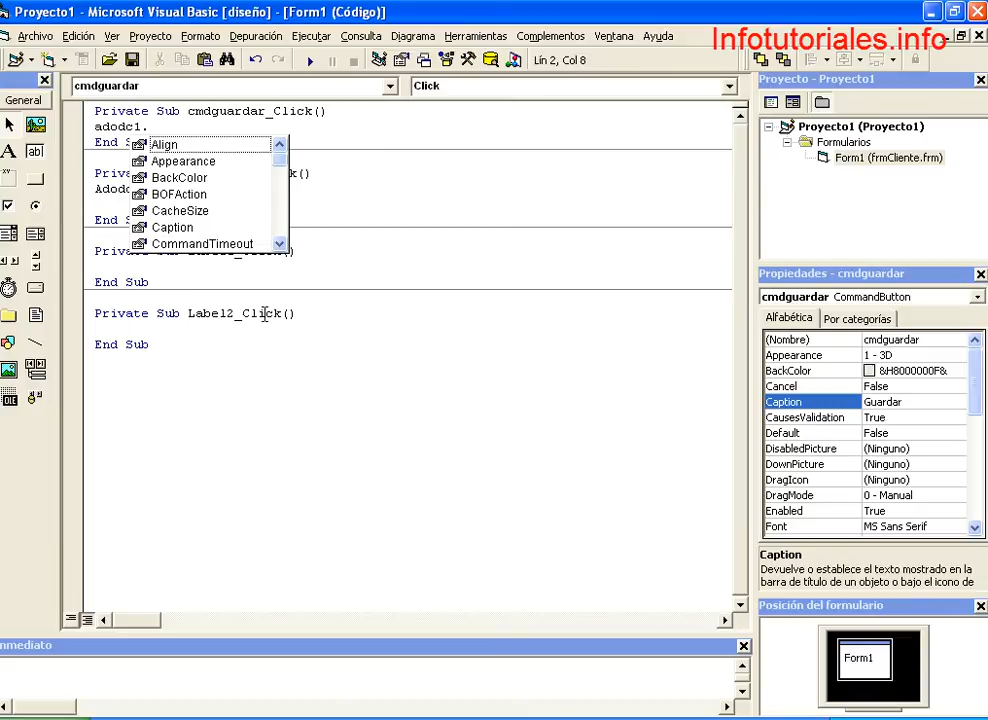 Proyecto1 - Microsoft Visual Basic [diseño] - [Form1 (Código)]
Archivo Edición Ver Proyecto Formato Depuración Ejecutar Consulta Diagrama Herramientas Complementos Ventana Ayuda
Infotutoriales.info
Lín 2, Col 8
General
cmdguardar
Click
Private Sub cmdguardar_Click()
adodc1.
End S
Align
Appearance
BackColor
BOFAction
CacheSize
Caption
CommandTimeout
Priva
k()
Adodc
End S
Priva
End Sub
Private Sub Label2_Click()
End Sub
nmediato
Proyecto - Proyecto1
Proyecto1 (Proyecto1)
Formularios
Form1 (frmCliente.frm)
Propiedades - cmdguardar
cmdguardar CommandButton
Alfabética Por categorías
(Nombre) cmdguardar
Appearance 1 - 3D
BackColor &H8000000F&
Cancel False
Caption Guardar
CausesValidation True
Default False
DisabledPicture (Ninguno)
DownPicture (Ninguno)
DragIcon (Ninguno)
DragMode 0 - Manual
Enabled True
Font MS Sans Serif
Caption
Devuelve o establece el texto mostrado en la
barra de título de un objeto o bajo el icono de
Posición del formulario
Form1